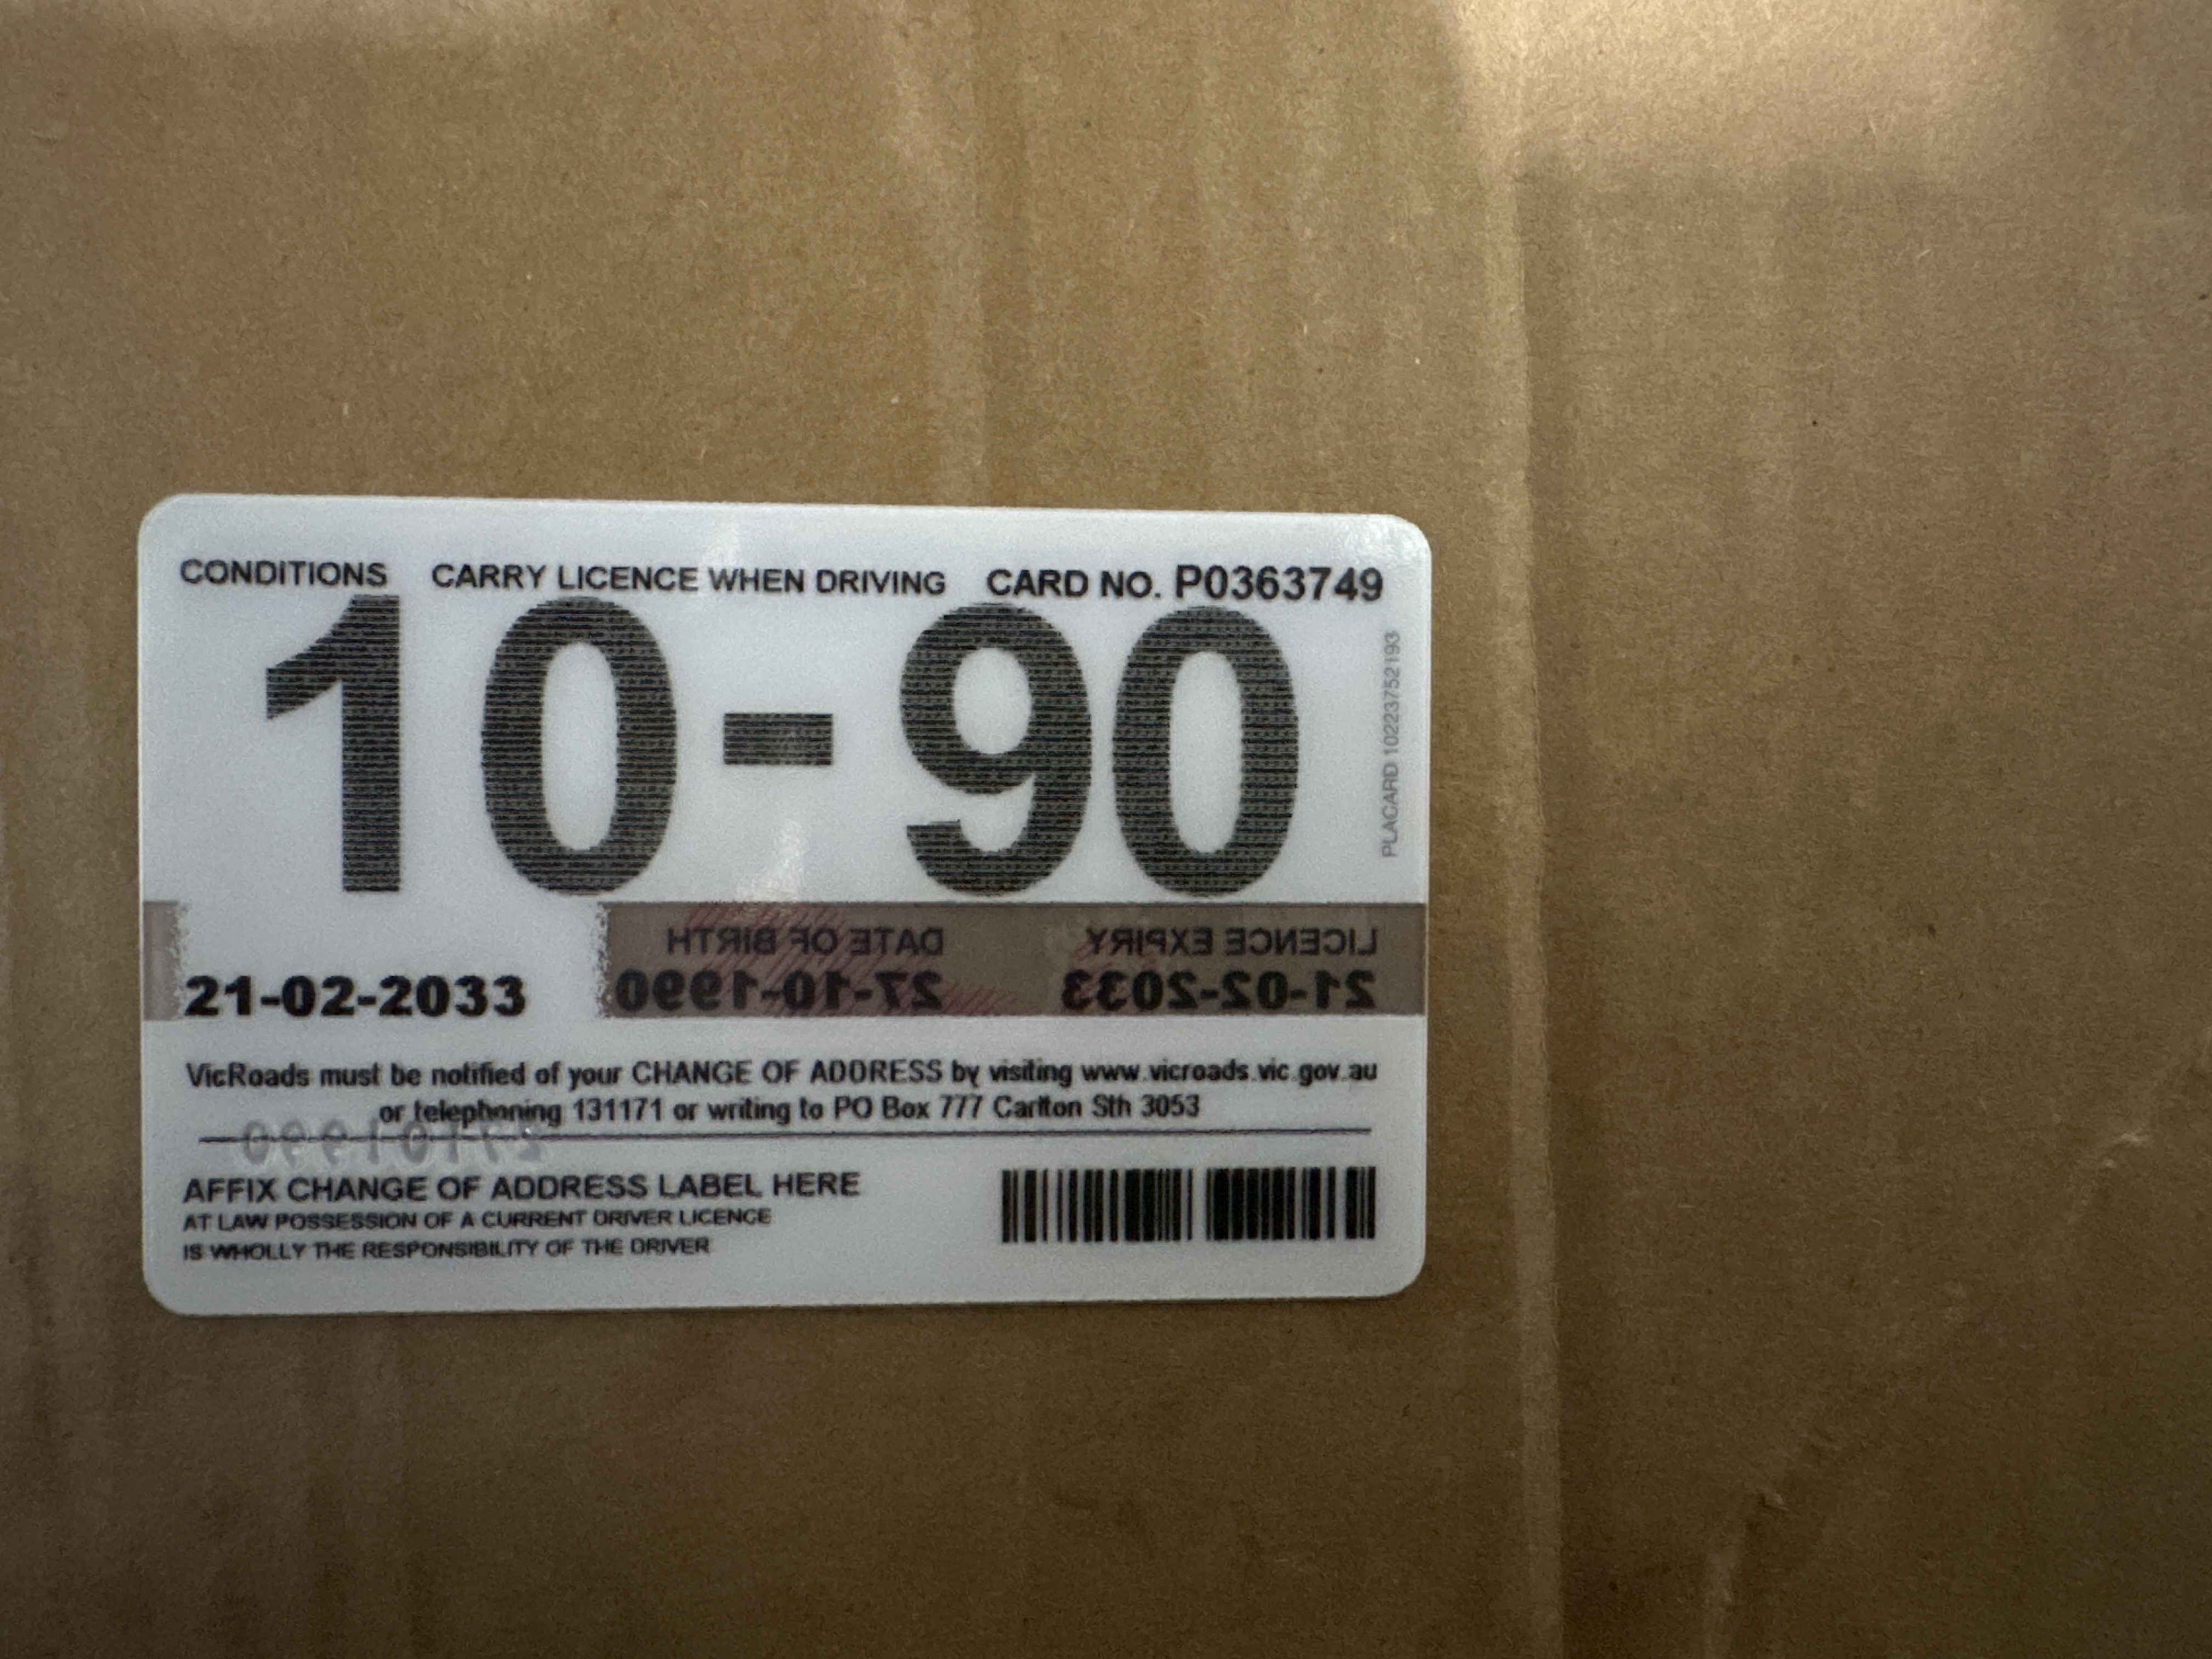 CONDITIONS CARRY LICENCE WHEN DRIVING CARD NO. P0363749
10-90
PLACARD 10223752193
DATE OF BIRTH LICENCE EXPIRY
21-02-2033 27-10-1990 21-02-2033
VicRoads must be notified of your CHANGE OF ADDRESS by visiting www.vicroads.vic.gov.au
or telephoning 131171 or writing to PO Box 777 Carlton Sth 3053
27101990
AFFIX CHANGE OF ADDRESS LABEL HERE
AT LAW POSSESSION OF A CURRENT DRIVER LICENCE
IS WHOLLY THE RESPONSIBILITY OF THE DRIVER